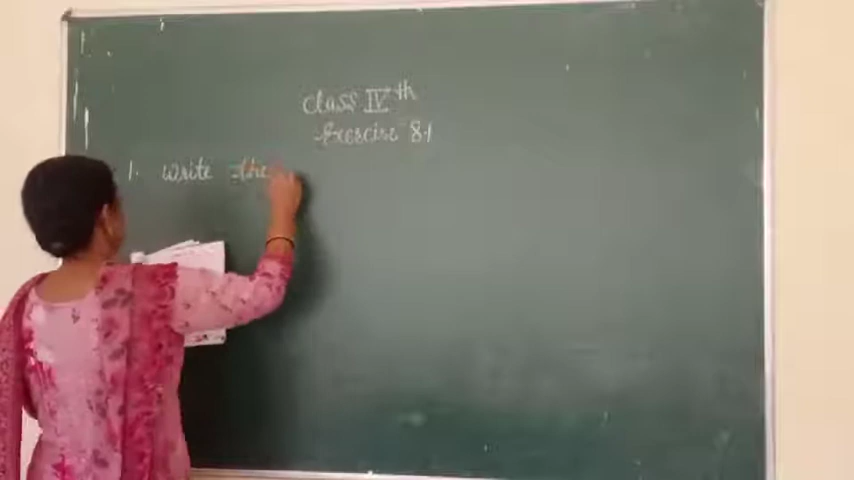 Class IVth
Exercise 8.1
1. Write the